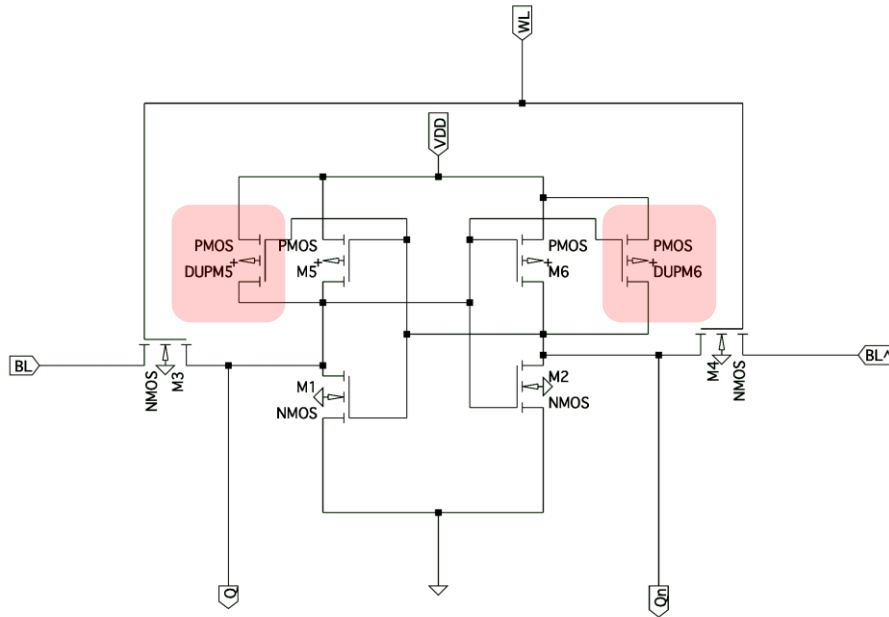 WL
VDD
PMOS
DUPM5
PMOS
M5
PMOS
M6
PMOS
DUPM6
BL
NMOS
M3
M1
NMOS
M2
NMOS
M4
NMOS
BL^
Q
Qn